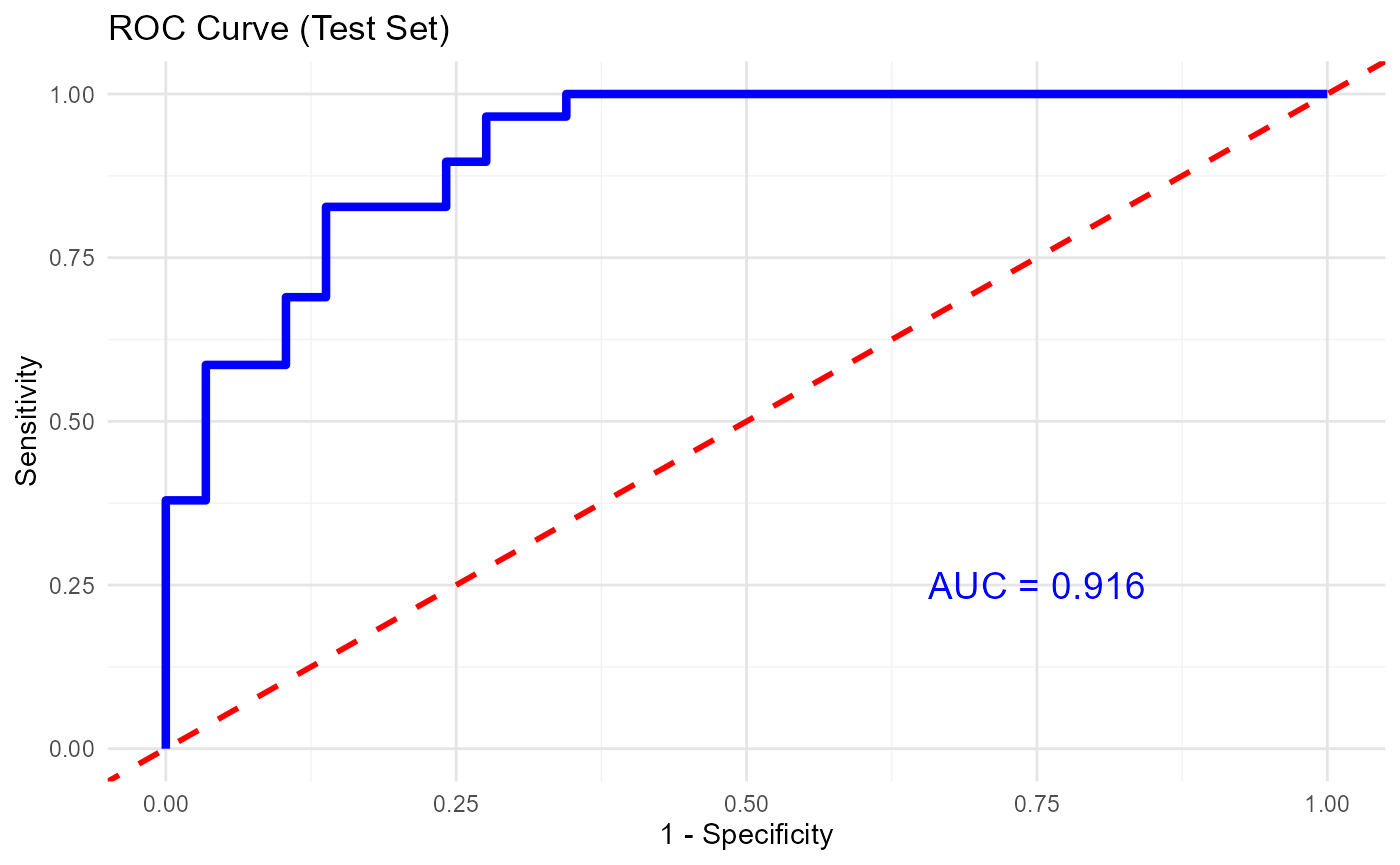 ROC Curve (Test Set)
1.00
0.75
0.50
0.25
0.00
Sensitivity
AUC = 0.916
0.00 0.25 0.50 0.75 1.00
1 - Specificity